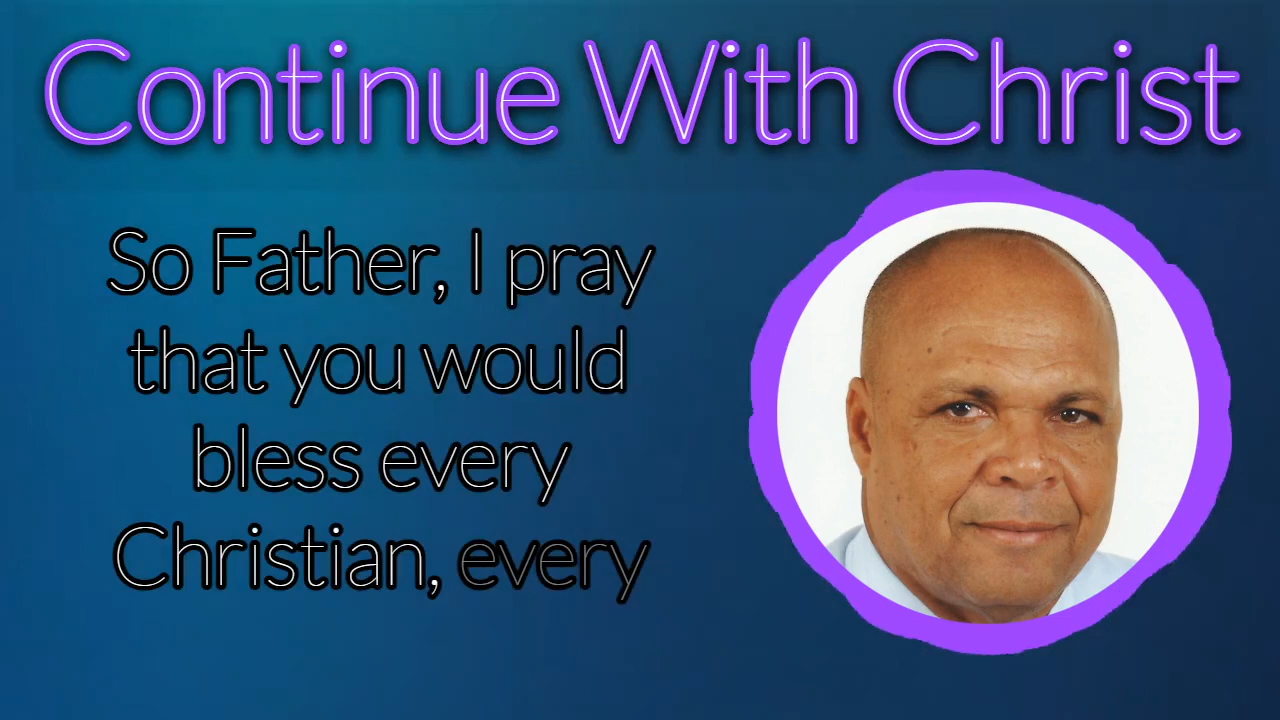 Continue With Christ
So Father, I pray
that you would
bless every
Christian, every